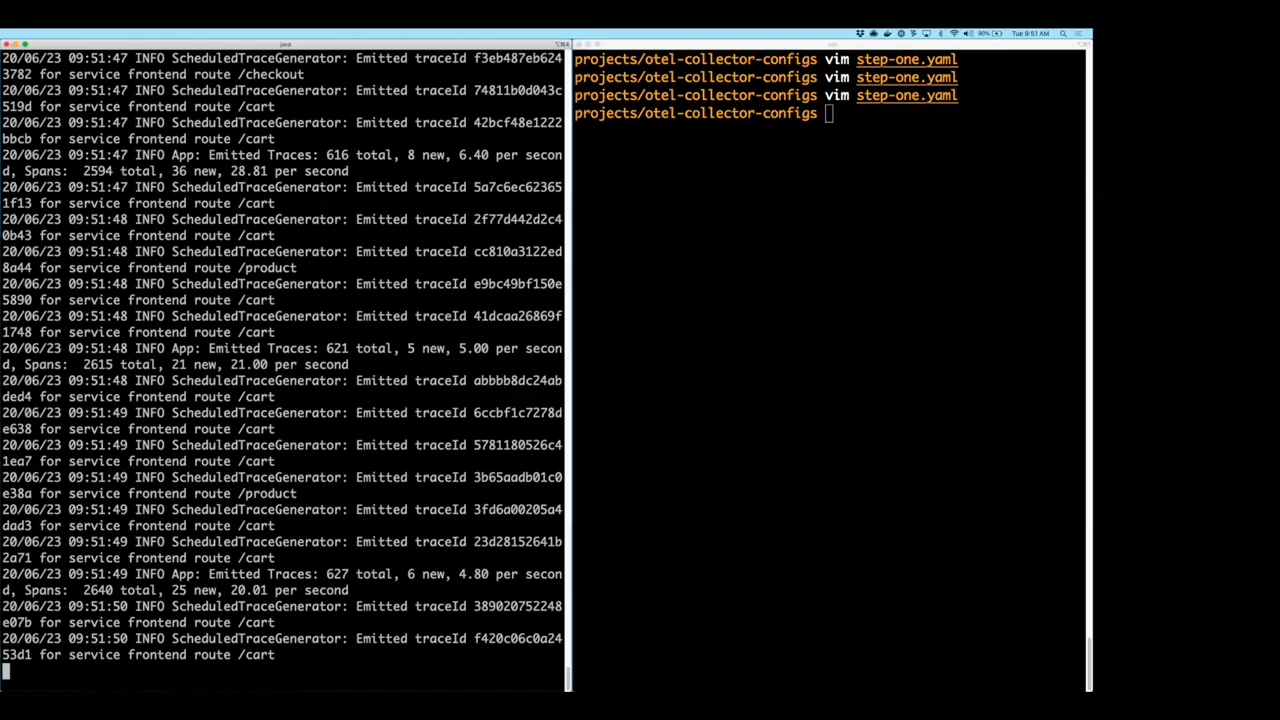 90% Tue 9:51 AM
java
⌥⌘4
zsh
20/06/23 09:51:47 INFO ScheduledTraceGenerator: Emitted traceId f3eb487eb624
3782 for service frontend route /checkout
20/06/23 09:51:47 INFO ScheduledTraceGenerator: Emitted traceId 74811b0d043c
519d for service frontend route /cart
20/06/23 09:51:47 INFO ScheduledTraceGenerator: Emitted traceId 42bcf48e1222
bbcb for service frontend route /cart
20/06/23 09:51:47 INFO App: Emitted Traces: 616 total, 8 new, 6.40 per secon
d, Spans:  2594 total, 36 new, 28.81 per second
20/06/23 09:51:47 INFO ScheduledTraceGenerator: Emitted traceId 5a7c6ec62365
1f13 for service frontend route /cart
20/06/23 09:51:48 INFO ScheduledTraceGenerator: Emitted traceId 2f77d442d2c4
0b43 for service frontend route /cart
20/06/23 09:51:48 INFO ScheduledTraceGenerator: Emitted traceId cc810a3122ed
8a44 for service frontend route /product
20/06/23 09:51:48 INFO ScheduledTraceGenerator: Emitted traceId e9bc49bf150e
5890 for service frontend route /cart
20/06/23 09:51:48 INFO ScheduledTraceGenerator: Emitted traceId 41dcaa26869f
1748 for service frontend route /cart
20/06/23 09:51:48 INFO App: Emitted Traces: 621 total, 5 new, 5.00 per secon
d, Spans:  2615 total, 21 new, 21.00 per second
20/06/23 09:51:48 INFO ScheduledTraceGenerator: Emitted traceId abbbb8dc24ab
ded4 for service frontend route /cart
20/06/23 09:51:49 INFO ScheduledTraceGenerator: Emitted traceId 6ccbf1c7278d
e638 for service frontend route /cart
20/06/23 09:51:49 INFO ScheduledTraceGenerator: Emitted traceId 5781180526c4
1ea7 for service frontend route /cart
20/06/23 09:51:49 INFO ScheduledTraceGenerator: Emitted traceId 3b65aadb01c0
e38a for service frontend route /product
20/06/23 09:51:49 INFO ScheduledTraceGenerator: Emitted traceId 3fd6a00205a4
dad3 for service frontend route /cart
20/06/23 09:51:49 INFO ScheduledTraceGenerator: Emitted traceId 23d28152641b
2a71 for service frontend route /cart
20/06/23 09:51:49 INFO App: Emitted Traces: 627 total, 6 new, 4.80 per secon
d, Spans:  2640 total, 25 new, 20.01 per second
20/06/23 09:51:50 INFO ScheduledTraceGenerator: Emitted traceId 389020752248
e07b for service frontend route /cart
20/06/23 09:51:50 INFO ScheduledTraceGenerator: Emitted traceId f420c06c0a24
53d1 for service frontend route /cart
projects/otel-collector-configs vim step-one.yaml
projects/otel-collector-configs vim step-one.yaml
projects/otel-collector-configs vim step-one.yaml
projects/otel-collector-configs